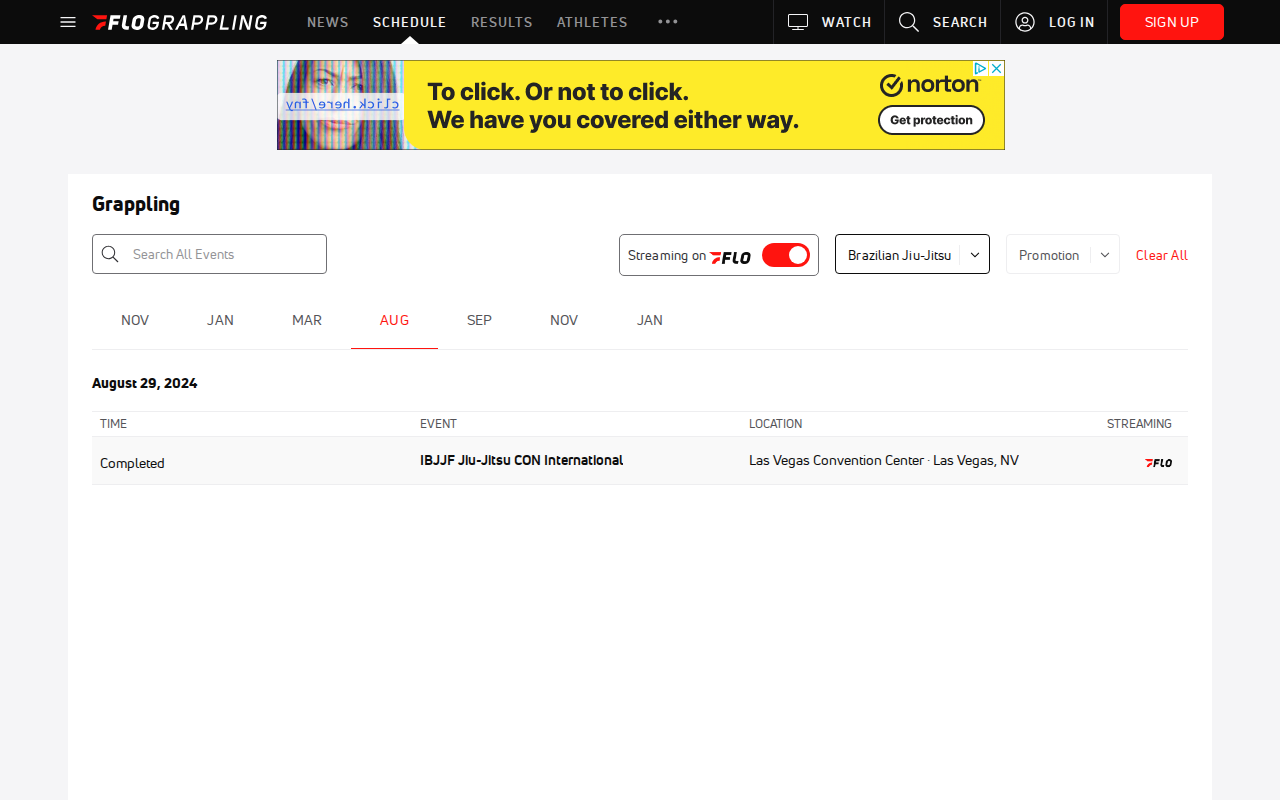 FLOGRAPPLING NEWS SCHEDULE RESULTS ATHLETES WATCH SEARCH LOG IN SIGN UP
click.here/fny
To click. Or not to click.
We have you covered either way.
norton
Get protection
Grappling
Search All Events
Streaming on FLO
Brazilian Jiu-Jitsu
Promotion
Clear All
NOV JAN MAR AUG SEP NOV JAN
August 29, 2024
TIME EVENT LOCATION STREAMING
Completed IBJJF Jiu-Jitsu CON International Las Vegas Convention Center · Las Vegas, NV FLO